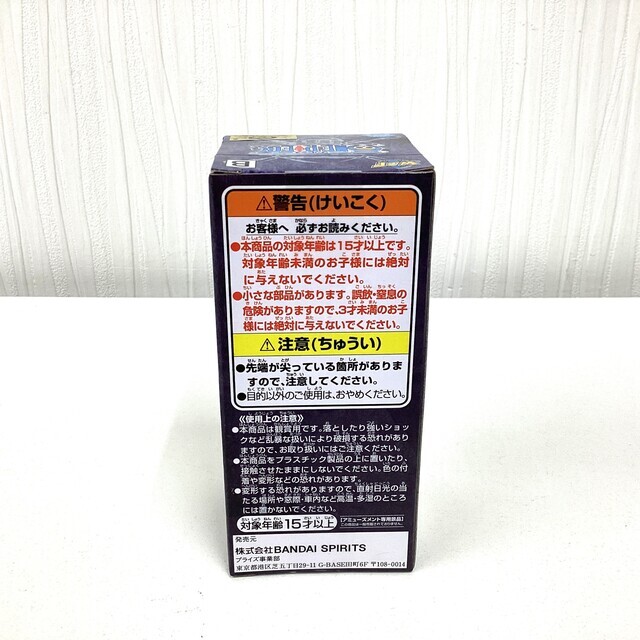 B
⚠警告(けいこく)
お客様へ 必ずお読みください。
●本商品の対象年齢は15才以上です。
対象年齢未満のお子様には絶対
に与えないでください。
●小さな部品があります。誤飲・窒息の
危険がありますので、3才未満のお子
様には絶対に与えないでください。
⚠注意(ちゅうい)
●先端が尖っている箇所がありま
すので、注意してください。
●目的以外のご使用は、おやめください。
《使用上の注意》
●本商品は観賞用です。落としたり強いショッ
クなど乱暴な扱いにより破損する恐れがあり
ますので、お取り扱いにはご注意ください。
●本商品をプラスチック製品の上に置いたり、
接触させたままにしないでください。色の付
着や変形などの恐れがあります。
●変形する恐れがありますので、直射日光の当
たる場所や窓際・車内など高温・多湿のところ
には置かないでください。
対象年齢15才以上
【アミューズメント専用景品】
発売元
株式会社BANDAI SPIRITS
プライズ事業部
東京都港区芝五丁目29-11 G-BASE田町6F 〒108-0014